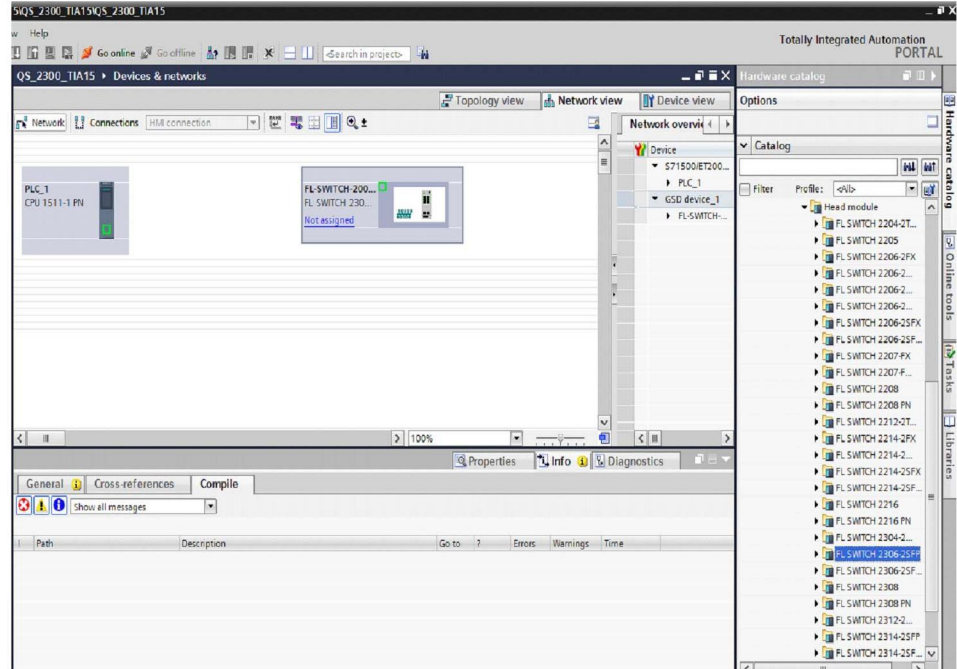 5\QS_2300_TIA15\QS_2300_TIA15
w Help
Totally Integrated Automation
PORTAL
Go online Go offline <Search in project>
QS_2300_TIA15 ▸ Devices & networks
Hardware catalog
Topology view Network view Device view
Options
Network Connections HMI connection
Network overvi
Catalog
Device
S71500/ET200...
PLC_1
GSD device_1
FL-SWITCH-...
Filter Profile: <All>
PLC_1
CPU 1511-1 PN
FL-SWITCH-200...
FL SWITCH 230...
Not assigned
Head module
FL SWITCH 2204-2T...
FL SWITCH 2205
FL SWITCH 2206-2FX
FL SWITCH 2206-2...
FL SWITCH 2206-2...
FL SWITCH 2206-2...
FL SWITCH 2206-2SFX
FL SWITCH 2206-2SF...
FL SWITCH 2207-FX
FL SWITCH 2207-F...
FL SWITCH 2208
FL SWITCH 2208 PN
FL SWITCH 2212-2T...
FL SWITCH 2214-2FX
FL SWITCH 2214-2...
FL SWITCH 2214-2SFX
FL SWITCH 2214-2SF...
FL SWITCH 2216
FL SWITCH 2216 PN
FL SWITCH 2304-2...
FL SWITCH 2306-2SFP
FL SWITCH 2306-2SF...
FL SWITCH 2308
FL SWITCH 2308 PN
FL SWITCH 2312-2...
FL SWITCH 2314-2SFP
FL SWITCH 2314-2SF...
Hardware catalog
Online tools
Tasks
Libraries
100%
Properties Info Diagnostics
General Cross-references Compile
Show all messages
! Path Description Go to ? Errors Warnings Time